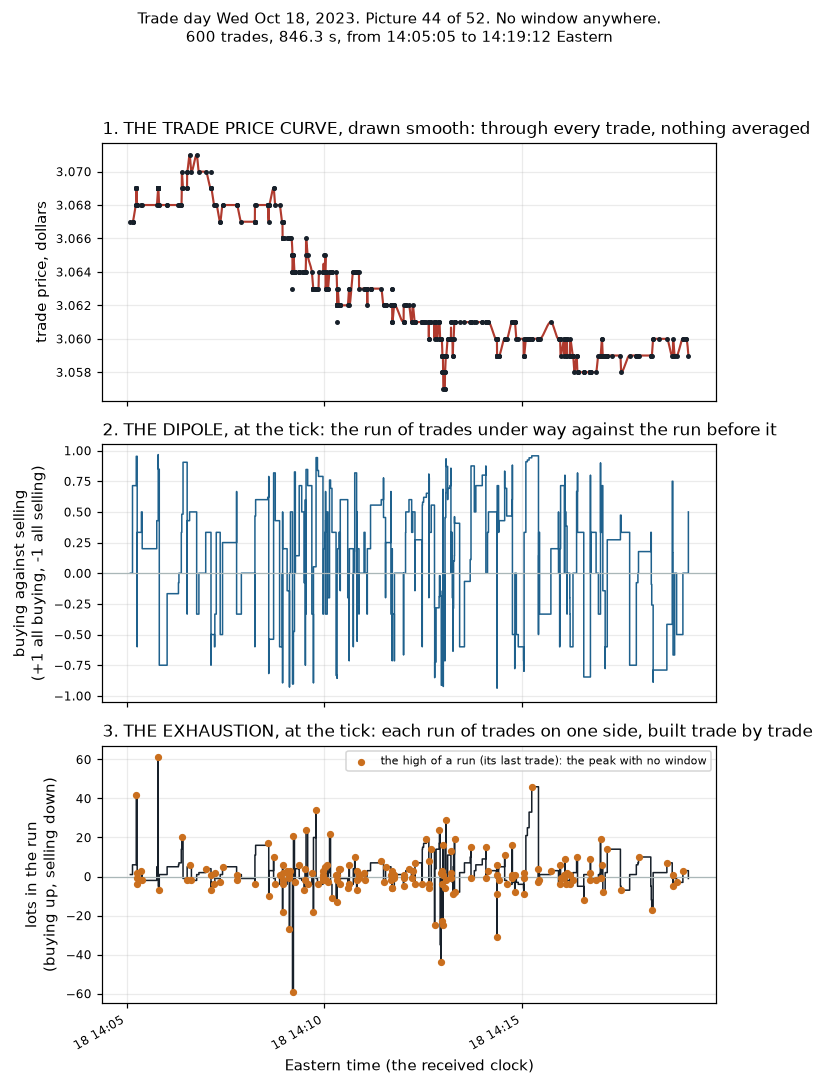 Trade day Wed Oct 18, 2023. Picture 44 of 52. No window anywhere.
600 trades, 846.3 s, from 14:05:05 to 14:19:12 Eastern
1. THE TRADE PRICE CURVE, drawn smooth: through every trade, nothing averaged
trade price, dollars
3.070
3.068
3.066
3.064
3.062
3.060
3.058
2. THE DIPOLE, at the tick: the run of trades under way against the run before it
buying against selling
(+1 all buying, -1 all selling)
1.00
0.75
0.50
0.25
0.00
−0.25
−0.50
−0.75
−1.00
3. THE EXHAUSTION, at the tick: each run of trades on one side, built trade by trade
the high of a run (its last trade): the peak with no window
lots in the run
(buying up, selling down)
60
40
20
0
−20
−40
−60
18 14:05
18 14:10
18 14:15
Eastern time (the received clock)